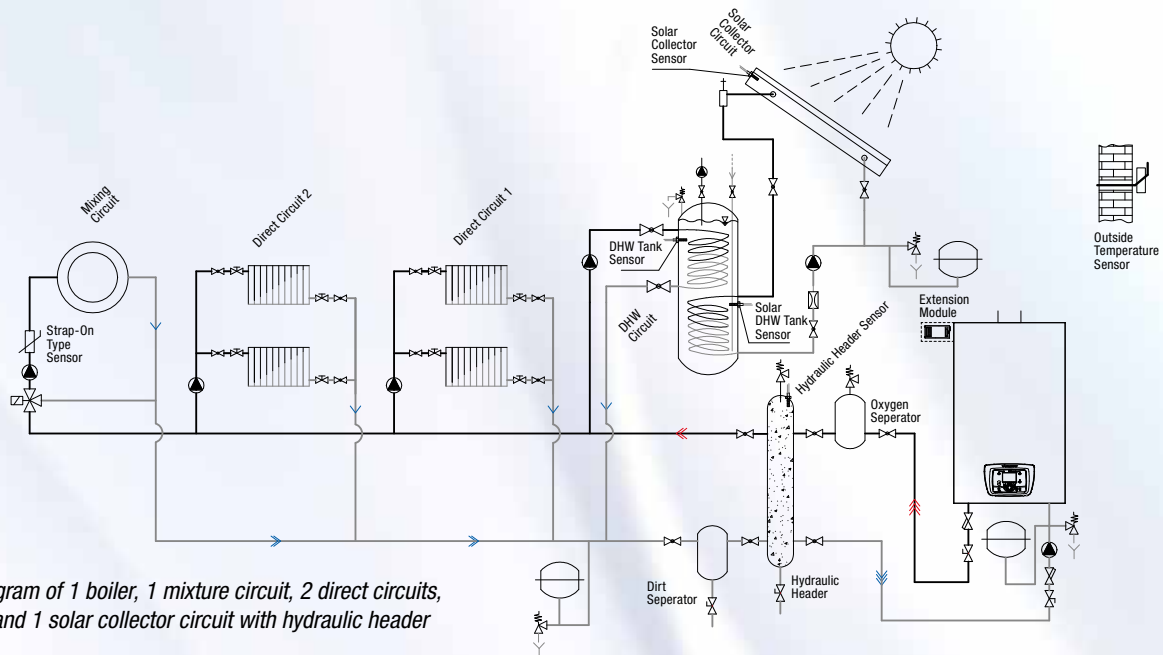 Solar
Collector
Circuit
Solar
Collector
Sensor
Mixing
Circuit
Direct Circuit 2
Direct Circuit 1
DHW Tank
Sensor
Outside
Temperature
Sensor
Strap-On
Type
Sensor
DHW
Circuit
Solar
DHW Tank
Sensor
Extension
Module
Hydraulic Header Sensor
Oxygen
Seperator
Dirt
Seperator
Hydraulic
Header
gram of 1 boiler, 1 mixture circuit, 2 direct circuits,
and 1 solar collector circuit with hydraulic header